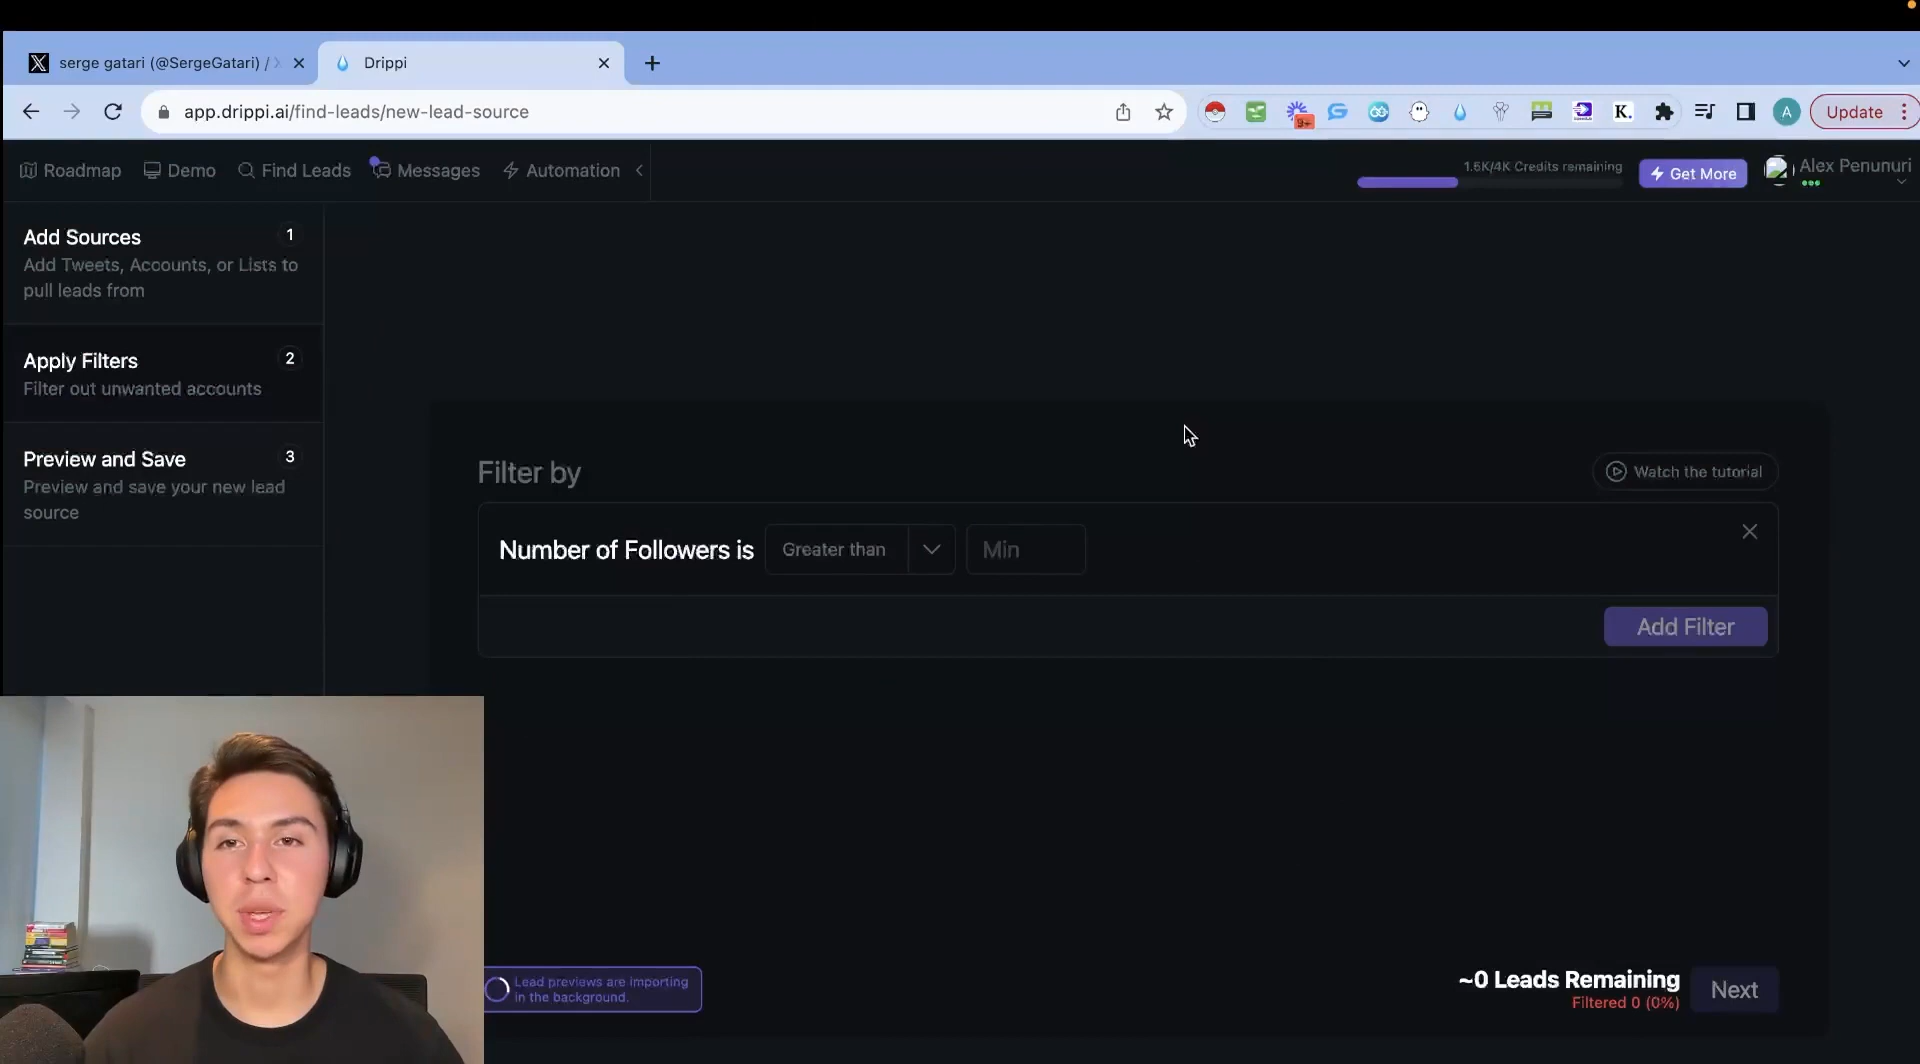 serge gatari (@SergeGatari) / X
Drippi
app.drippi.ai/find-leads/new-lead-source
9+
K.
A
Update
Roadmap
Demo
Find Leads
Messages
Automation
1.6K/4K Credits remaining
Get More
Alex Penunuri
Add Sources
1
Add Tweets, Accounts, or Lists to
pull leads from
Apply Filters
2
Filter out unwanted accounts
Preview and Save
3
Preview and save your new lead
source
Filter by
Watch the tutorial
Number of Followers is
Greater than
Min
Add Filter
Lead previews are importing
in the background.
~0 Leads Remaining
Filtered 0 (0%)
Next